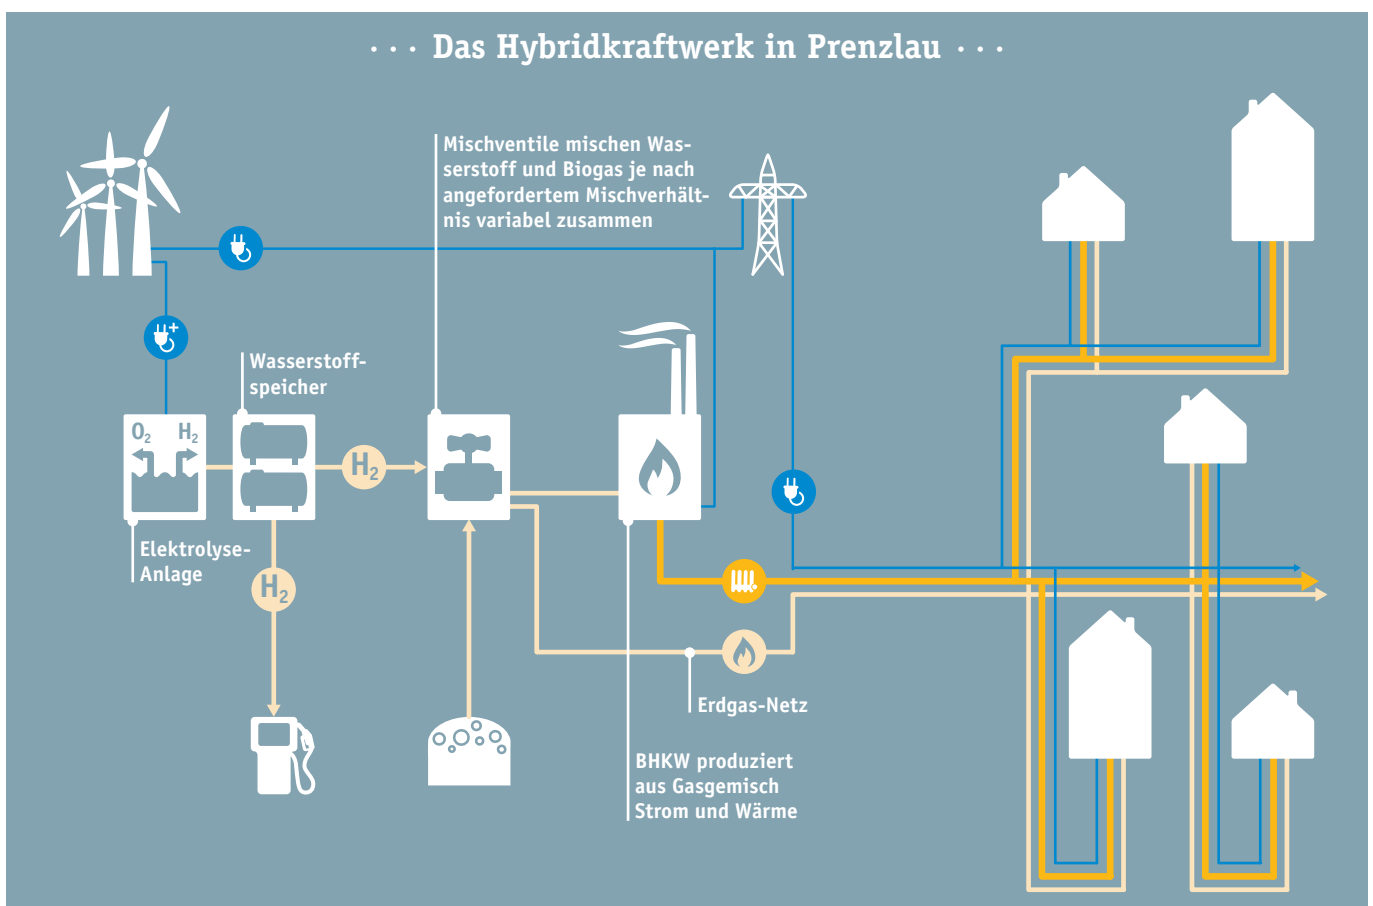 ··· Das Hybridkraftwerk in Prenzlau ···
Mischventile mischen Was-
serstoff und Biogas je nach
angefordertem Mischverhält-
nis variabel zusammen
Wasserstoff-
speicher
O₂ H₂
H₂
Elektrolyse-
Anlage
H₂
Erdgas-Netz
BHKW produziert
aus Gasgemisch
Strom und Wärme